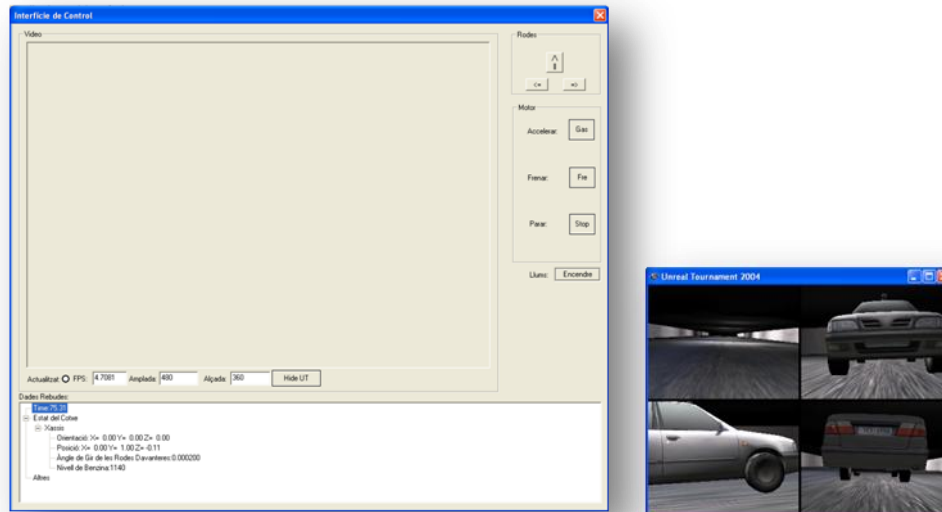 Interfície de Control
Vídeo
Rodes
/\
||
<=
=>
Motor
Accelerar:
Gas
Frenar:
Fre
Parar:
Stop
Llums:
Encendre
Actualitzat:
FPS: 4.7081
Amplada: 480
Alçada: 360
Hide UT
Dades Rebudes:
Time:75.31
Estat del Cotxe
Xassis
Orientació: X= 0.00 Y= 0.00 Z= 0.00
Posició: X= 0.00 Y= 1.00 Z= -0.11
Àngle de Gir de les Rodes Davanteres:0.000200
Nivell de Benzina:1140
Altres
Unreal Tournament 2004